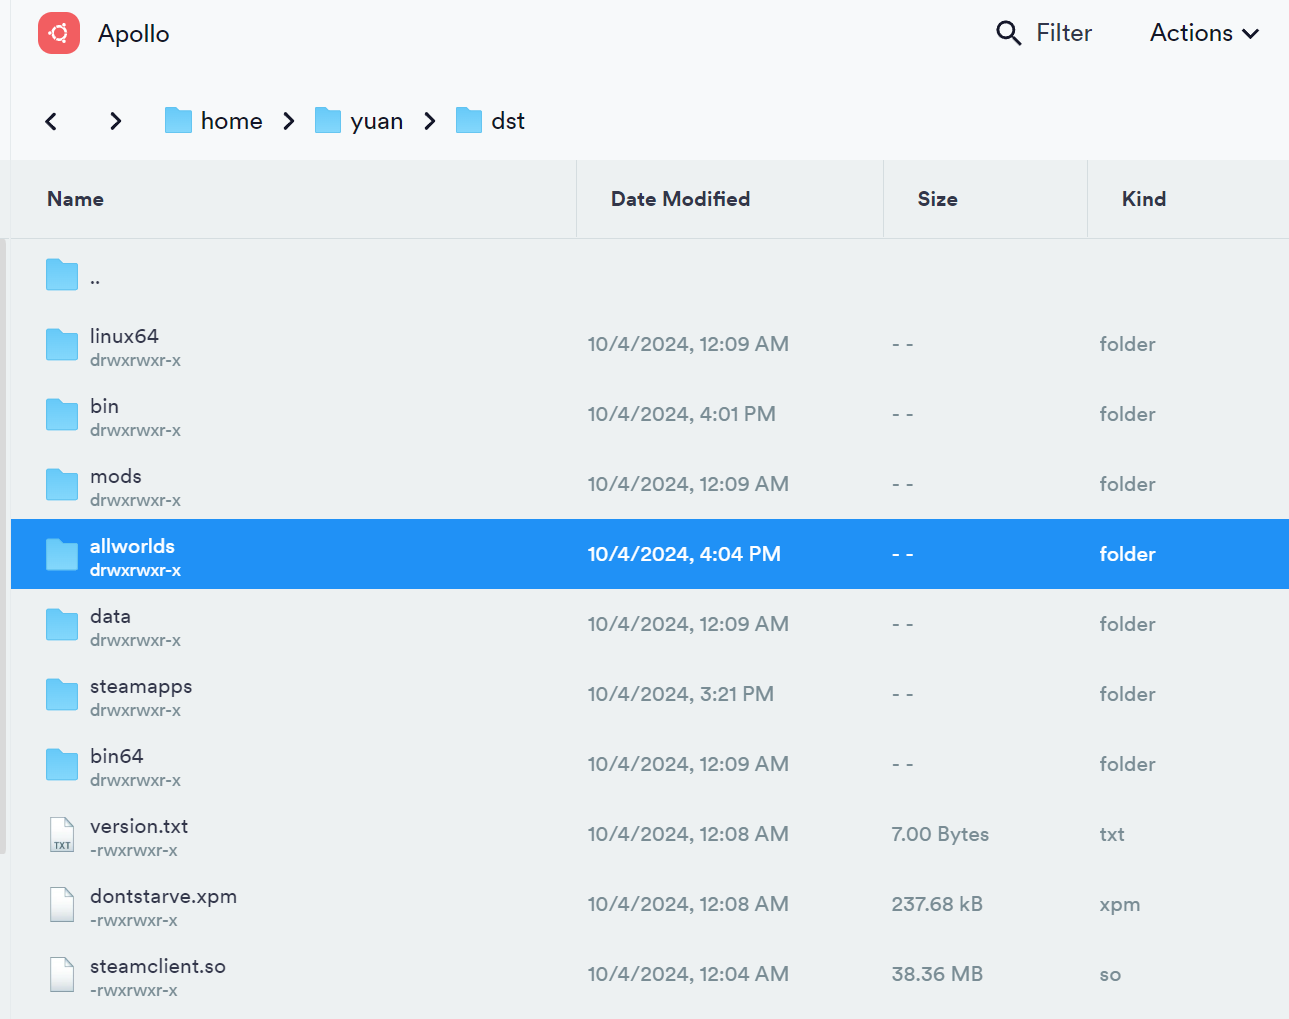 Apollo
Filter
Actions
home
yuan
dst
Name Date Modified Size Kind
..
linux64
drwxrwxr-x
10/4/2024, 12:09 AM - - folder
bin
drwxrwxr-x
10/4/2024, 4:01 PM - - folder
mods
drwxrwxr-x
10/4/2024, 12:09 AM - - folder
allworlds
drwxrwxr-x
10/4/2024, 4:04 PM - - folder
data
drwxrwxr-x
10/4/2024, 12:09 AM - - folder
steamapps
drwxrwxr-x
10/4/2024, 3:21 PM - - folder
bin64
drwxrwxr-x
10/4/2024, 12:09 AM - - folder
TXT
version.txt
-rwxrwxr-x
10/4/2024, 12:08 AM 7.00 Bytes txt
dontstarve.xpm
-rwxrwxr-x
10/4/2024, 12:08 AM 237.68 kB xpm
steamclient.so
-rwxrwxr-x
10/4/2024, 12:04 AM 38.36 MB so